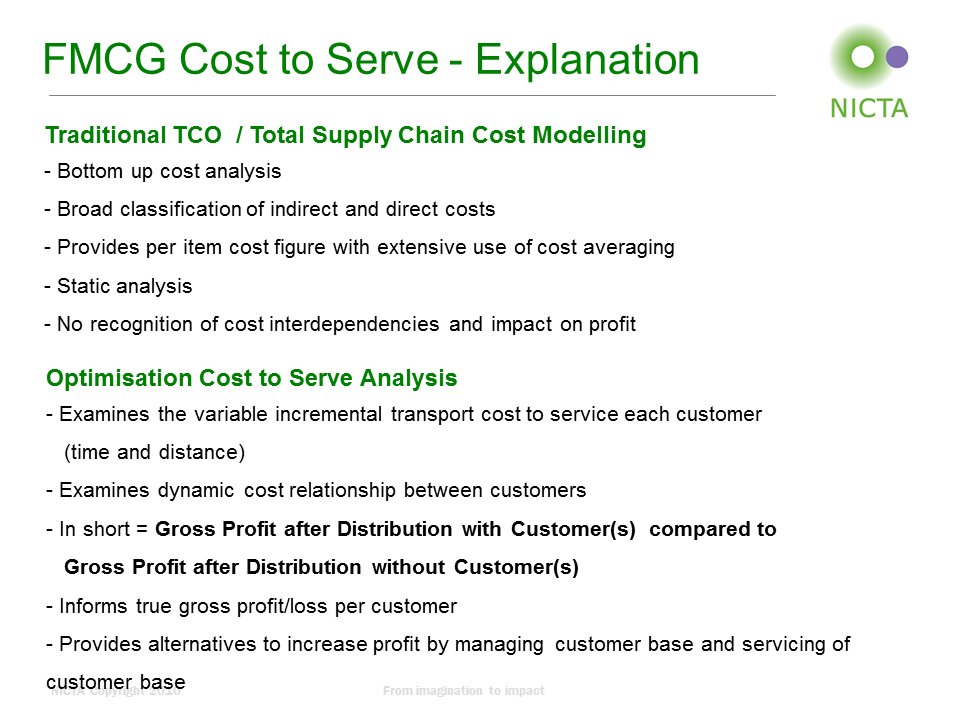 FMCG Cost to Serve - Explanation
NICTA
Traditional TCO / Total Supply Chain Cost Modelling
- Bottom up cost analysis
- Broad classification of indirect and direct costs
- Provides per item cost figure with extensive use of cost averaging
- Static analysis
- No recognition of cost interdependencies and impact on profit
Optimisation Cost to Serve Analysis
- Examines the variable incremental transport cost to service each customer
(time and distance)
- Examines dynamic cost relationship between customers
- In short = Gross Profit after Distribution with Customer(s) compared to
Gross Profit after Distribution without Customer(s)
- Informs true gross profit/loss per customer
- Provides alternatives to increase profit by managing customer base and servicing of
customer base
NICTA Copyright 2010
From imagination to impact